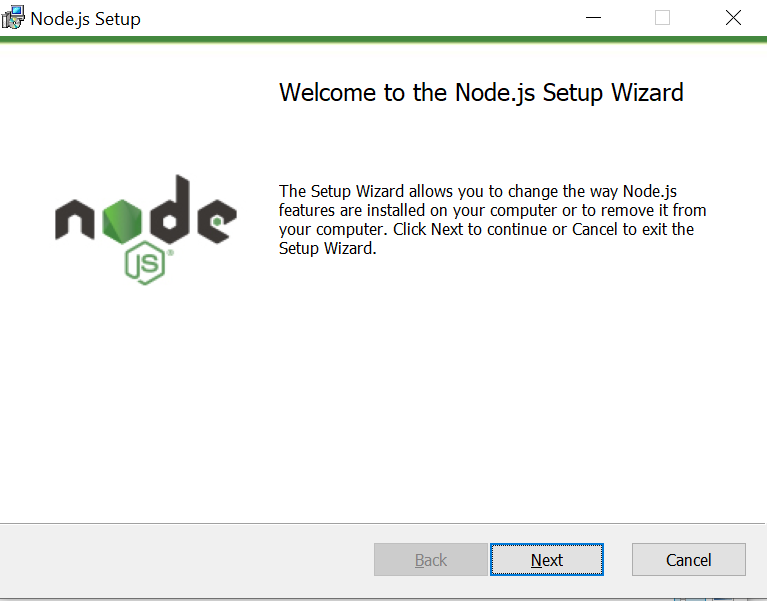 Node.js Setup
Welcome to the Node.js Setup Wizard
The Setup Wizard allows you to change the way Node.js
features are installed on your computer or to remove it from
your computer. Click Next to continue or Cancel to exit the
Setup Wizard.
node
JS®
Back
Next
Cancel